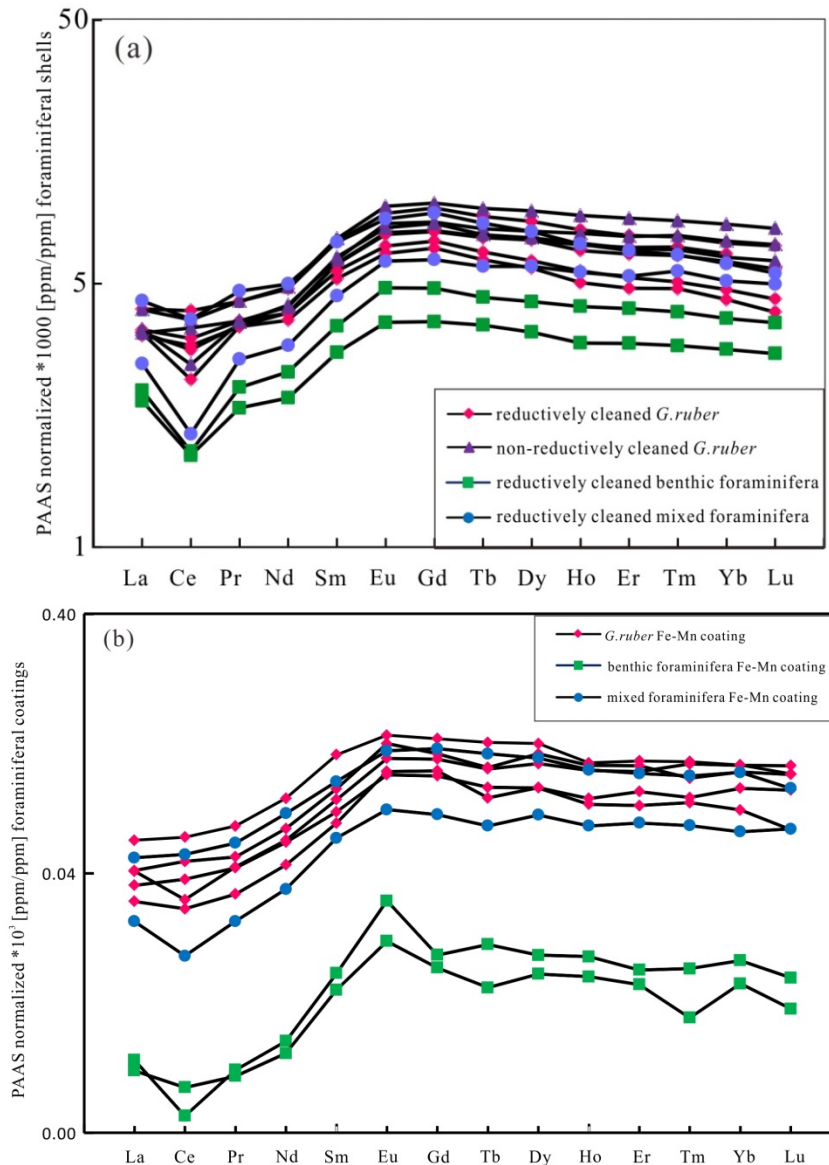 50
(a)
PAAS normalized *1000 [ppm/ppm] foraminiferal shells
5
reductively cleaned G.ruber
non-reductively cleaned G.ruber
reductively cleaned benthic foraminifera
reductively cleaned mixed foraminifera
1
La Ce Pr Nd Sm Eu Gd Tb Dy Ho Er Tm Yb Lu
0.40
(b)
G.ruber Fe-Mn coating
benthic foraminifera Fe-Mn coating
mixed foraminifera Fe-Mn coating
PAAS normalized *10³ [ppm/ppm] foraminiferal coatings
0.04
0.00
La Ce Pr Nd Sm Eu Gd Tb Dy Ho Er Tm Yb Lu